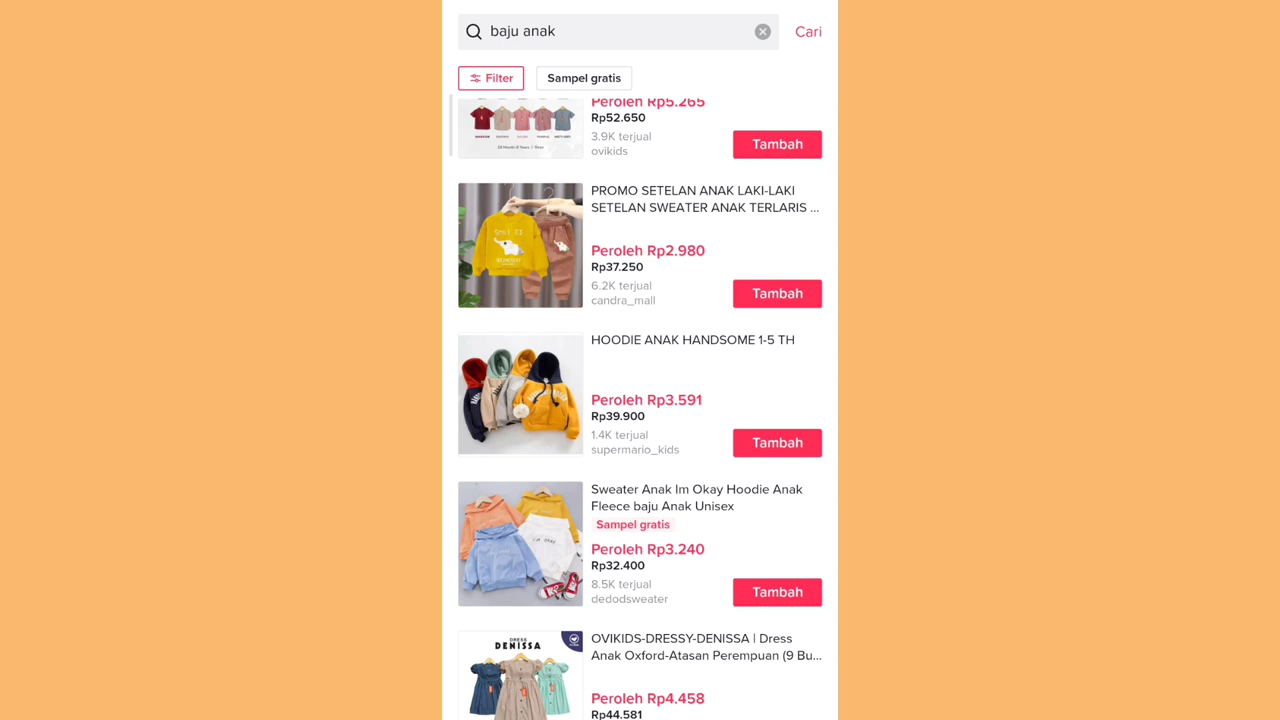 baju anak
Cari
Filter
Sampel gratis
Peroleh Rp5.265
Rp52.650
3.9K terjual
ovikids
Tambah
PROMO SETELAN ANAK LAKI-LAKI
SETELAN SWEATER ANAK TERLARIS ...
Peroleh Rp2.980
Rp37.250
6.2K terjual
candra_mall
Tambah
HOODIE ANAK HANDSOME 1-5 TH
Peroleh Rp3.591
Rp39.900
1.4K terjual
supermario_kids
Tambah
Sweater Anak Im Okay Hoodie Anak
Fleece baju Anak Unisex
Sampel gratis
Peroleh Rp3.240
Rp32.400
8.5K terjual
dedodsweater
Tambah
DRESS
DENISSA
OVIKIDS-DRESSY-DENISSA | Dress
Anak Oxford-Atasan Perempuan (9 Bu...
Peroleh Rp4.458
Rp44.581